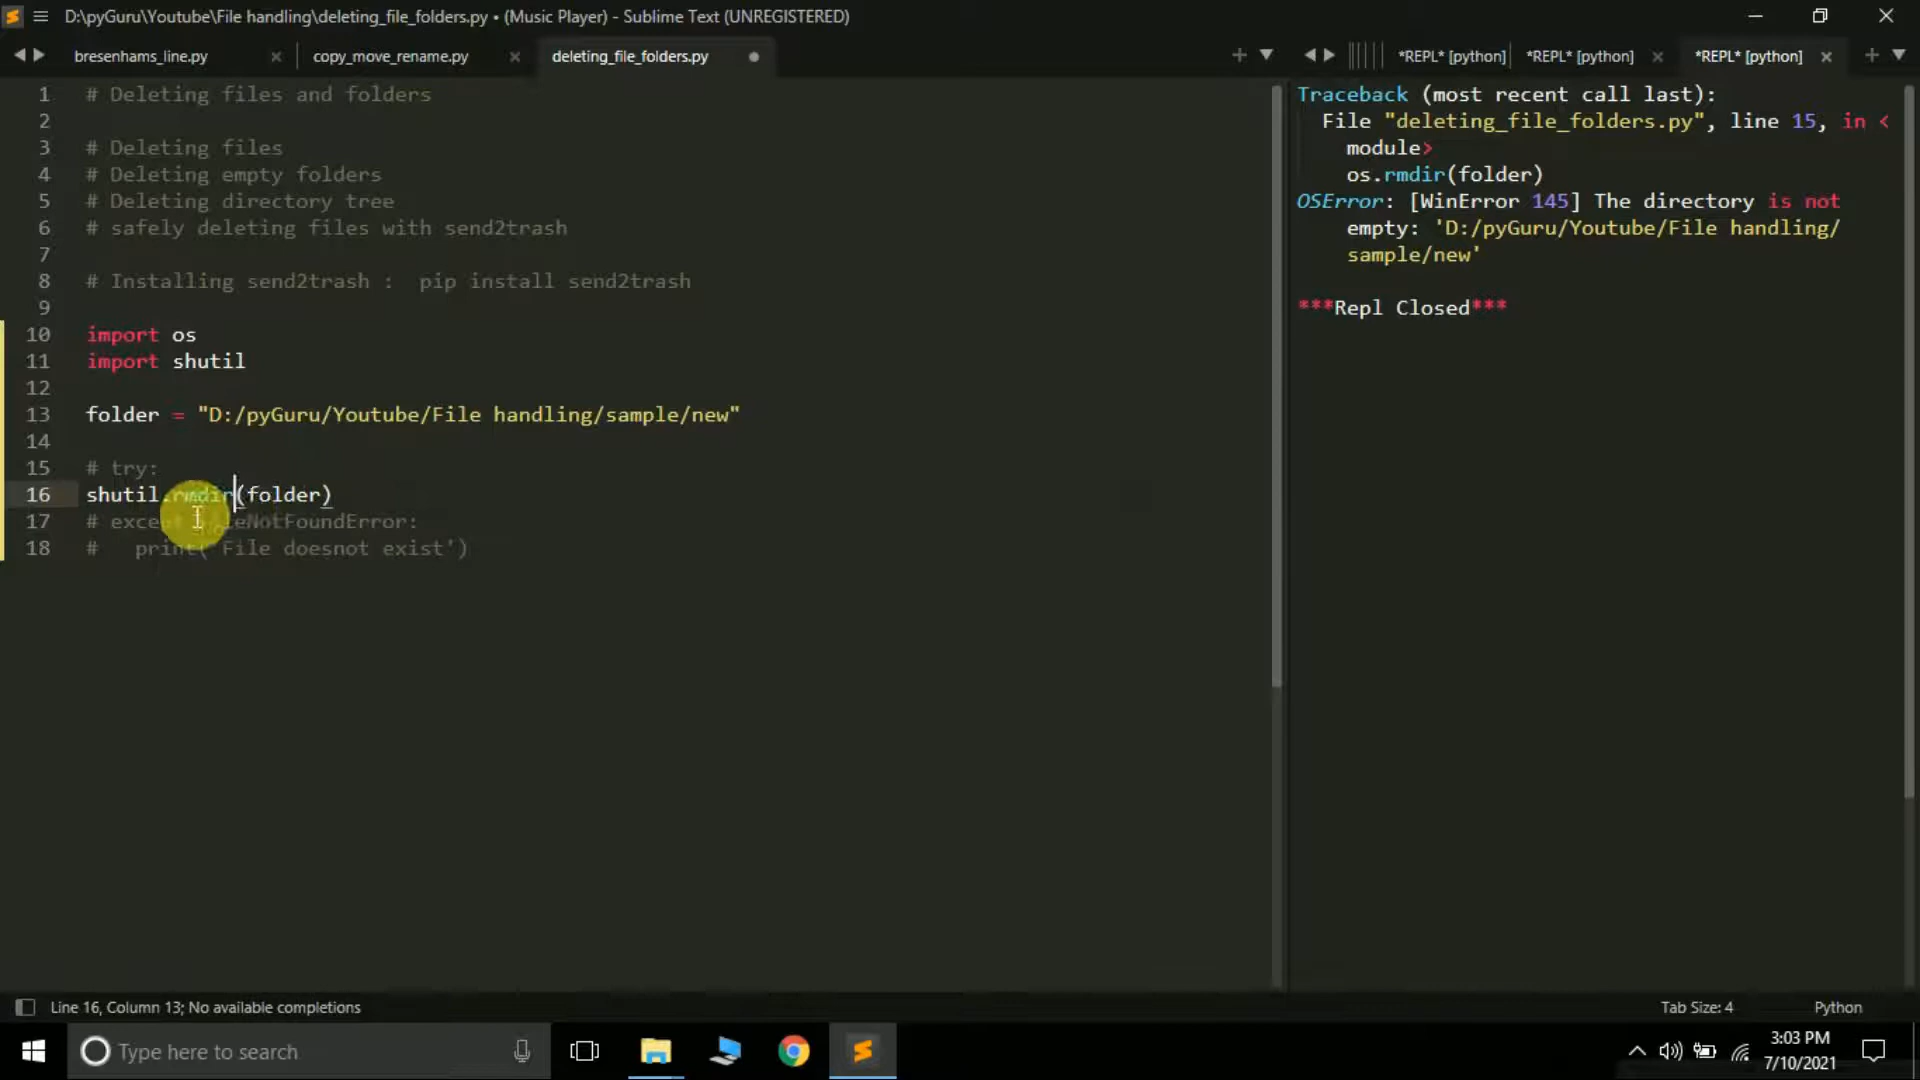 D:\pyGuru\Youtube\File handling\deleting_file_folders.py • (Music Player) - Sublime Text (UNREGISTERED)
bresenhams_line.py
copy_move_rename.py
deleting_file_folders.py
*REPL* [python]
*REPL* [python]
*REPL* [python]
1 # Deleting files and folders
2
3 # Deleting files
4 # Deleting empty folders
5 # Deleting directory tree
6 # safely deleting files with send2trash
7
8 # Installing send2trash : pip install send2trash
9
10 import os
11 import shutil
12
13 folder = "D:/pyGuru/Youtube/File handling/sample/new"
14
15 # try:
16 shutil.rmdir(folder)
17 # except FileNotFoundError:
18 # print('File doesnot exist')
Traceback (most recent call last):
File "deleting_file_folders.py", line 15, in <
module>
os.rmdir(folder)
OSError: [WinError 145] The directory is not
empty: 'D:/pyGuru/Youtube/File handling/
sample/new'
***Repl Closed***
Line 16, Column 13; No available completions
Tab Size: 4
Python
Type here to search
3:03 PM
7/10/2021